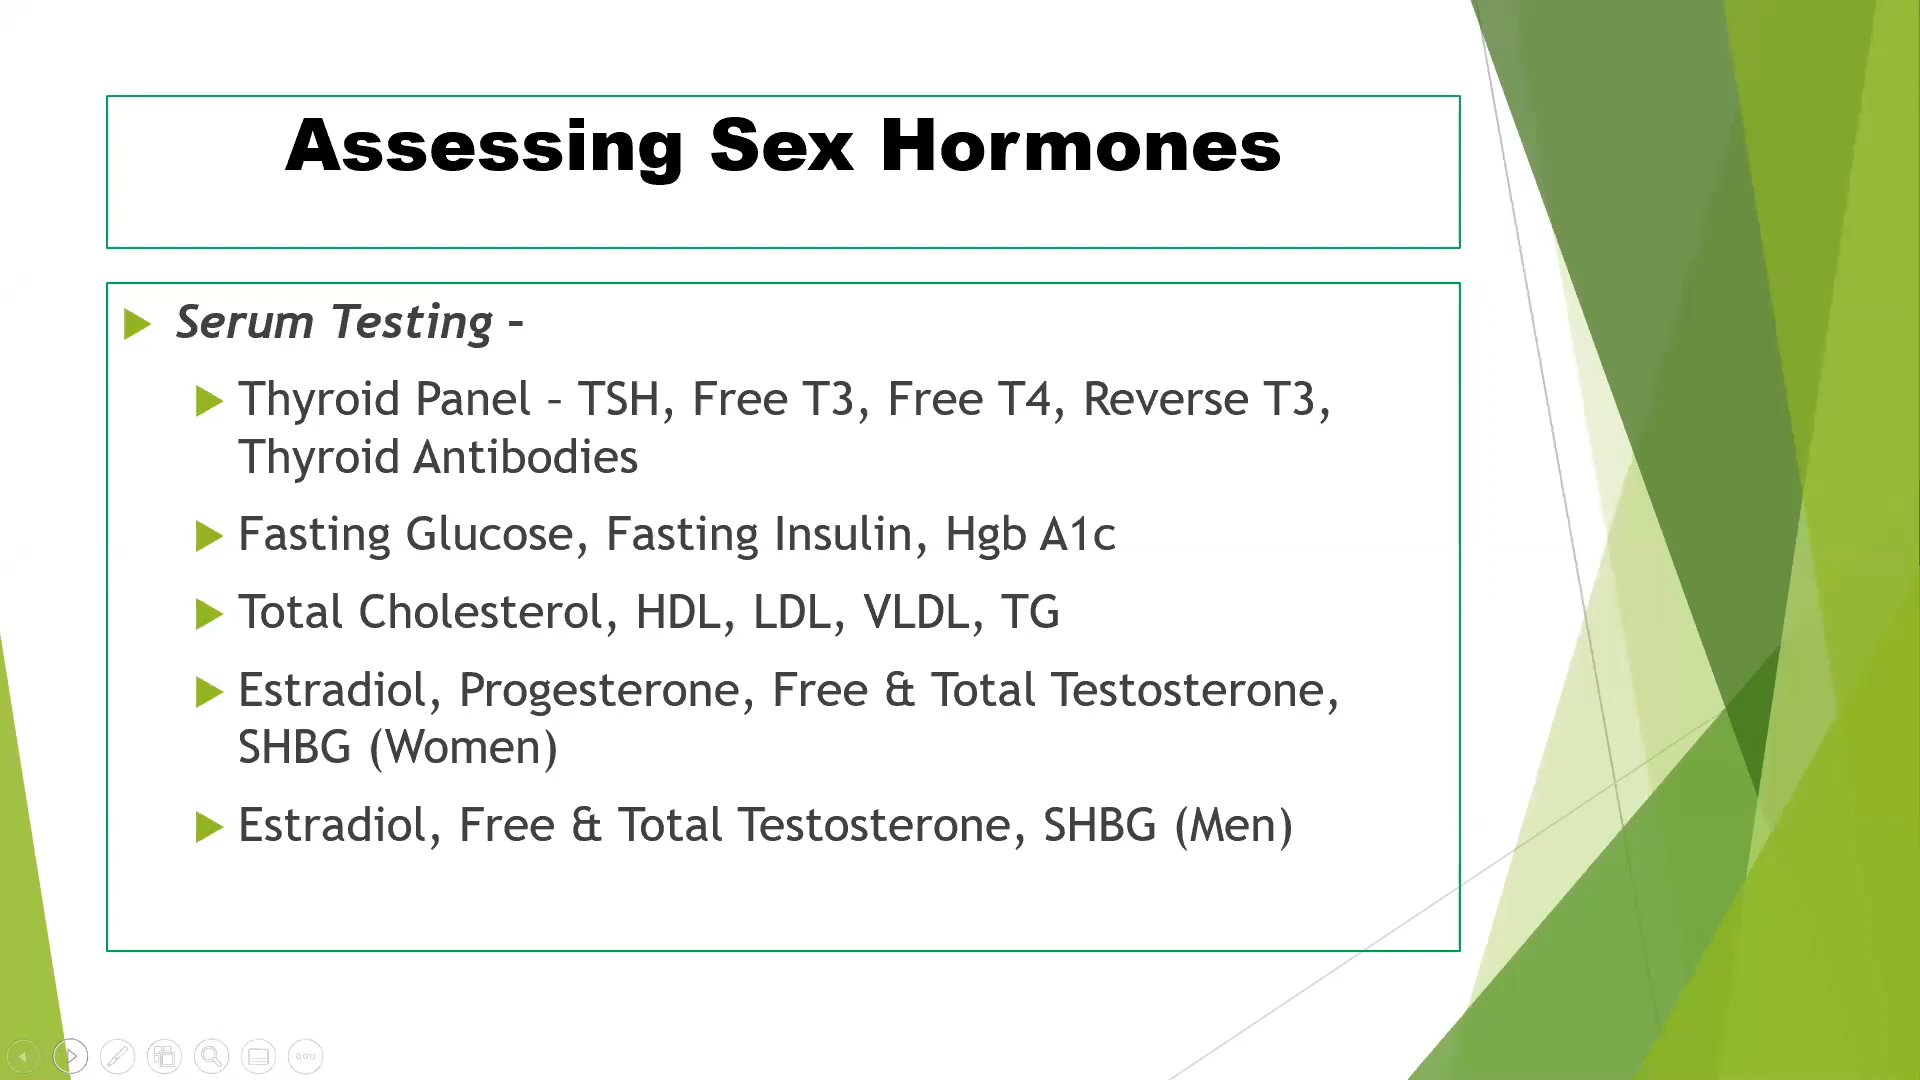 Assessing Sex Hormones
Serum Testing –
Thyroid Panel – TSH, Free T3, Free T4, Reverse T3,
Thyroid Antibodies
Fasting Glucose, Fasting Insulin, Hgb A1c
Total Cholesterol, HDL, LDL, VLDL, TG
Estradiol, Progesterone, Free & Total Testosterone,
SHBG (Women)
Estradiol, Free & Total Testosterone, SHBG (Men)